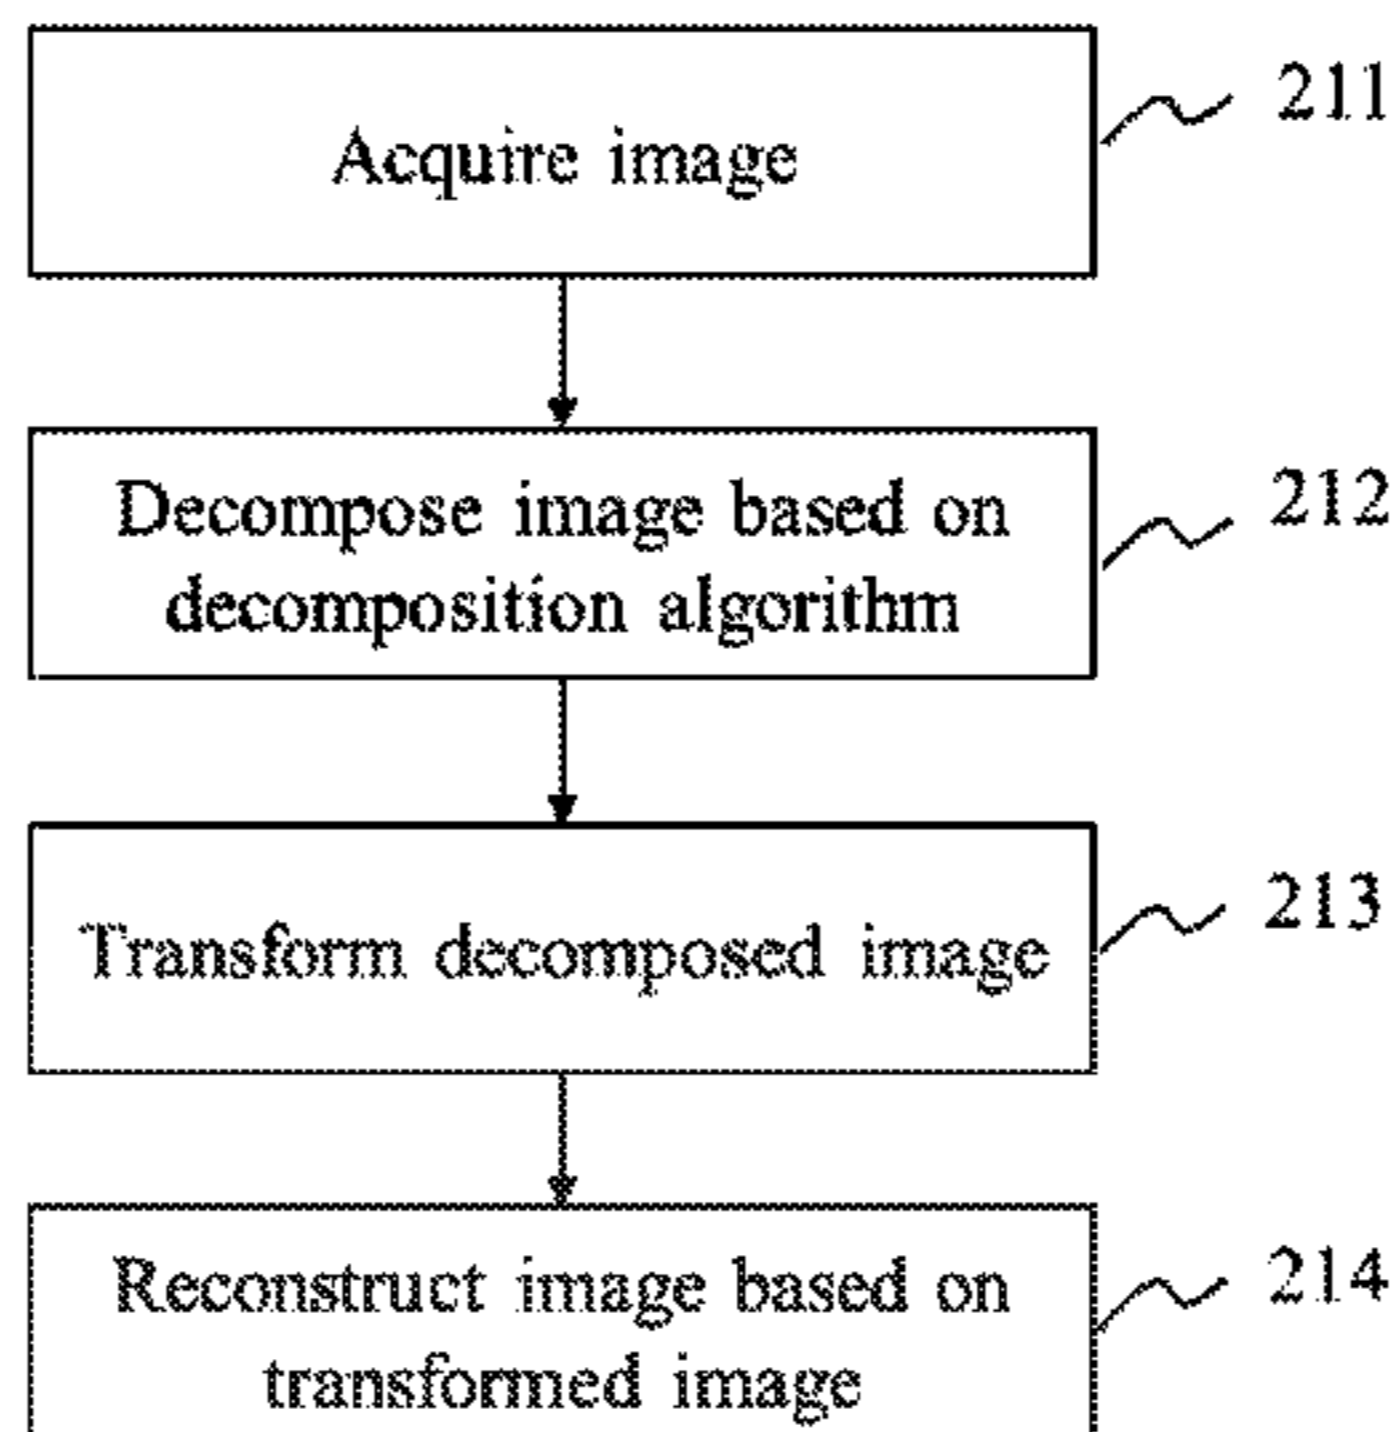 Acquire image
211
Decompose image based on
decomposition algorithm
212
Transform decomposed image
213
Reconstruct image based on
transformed image
214